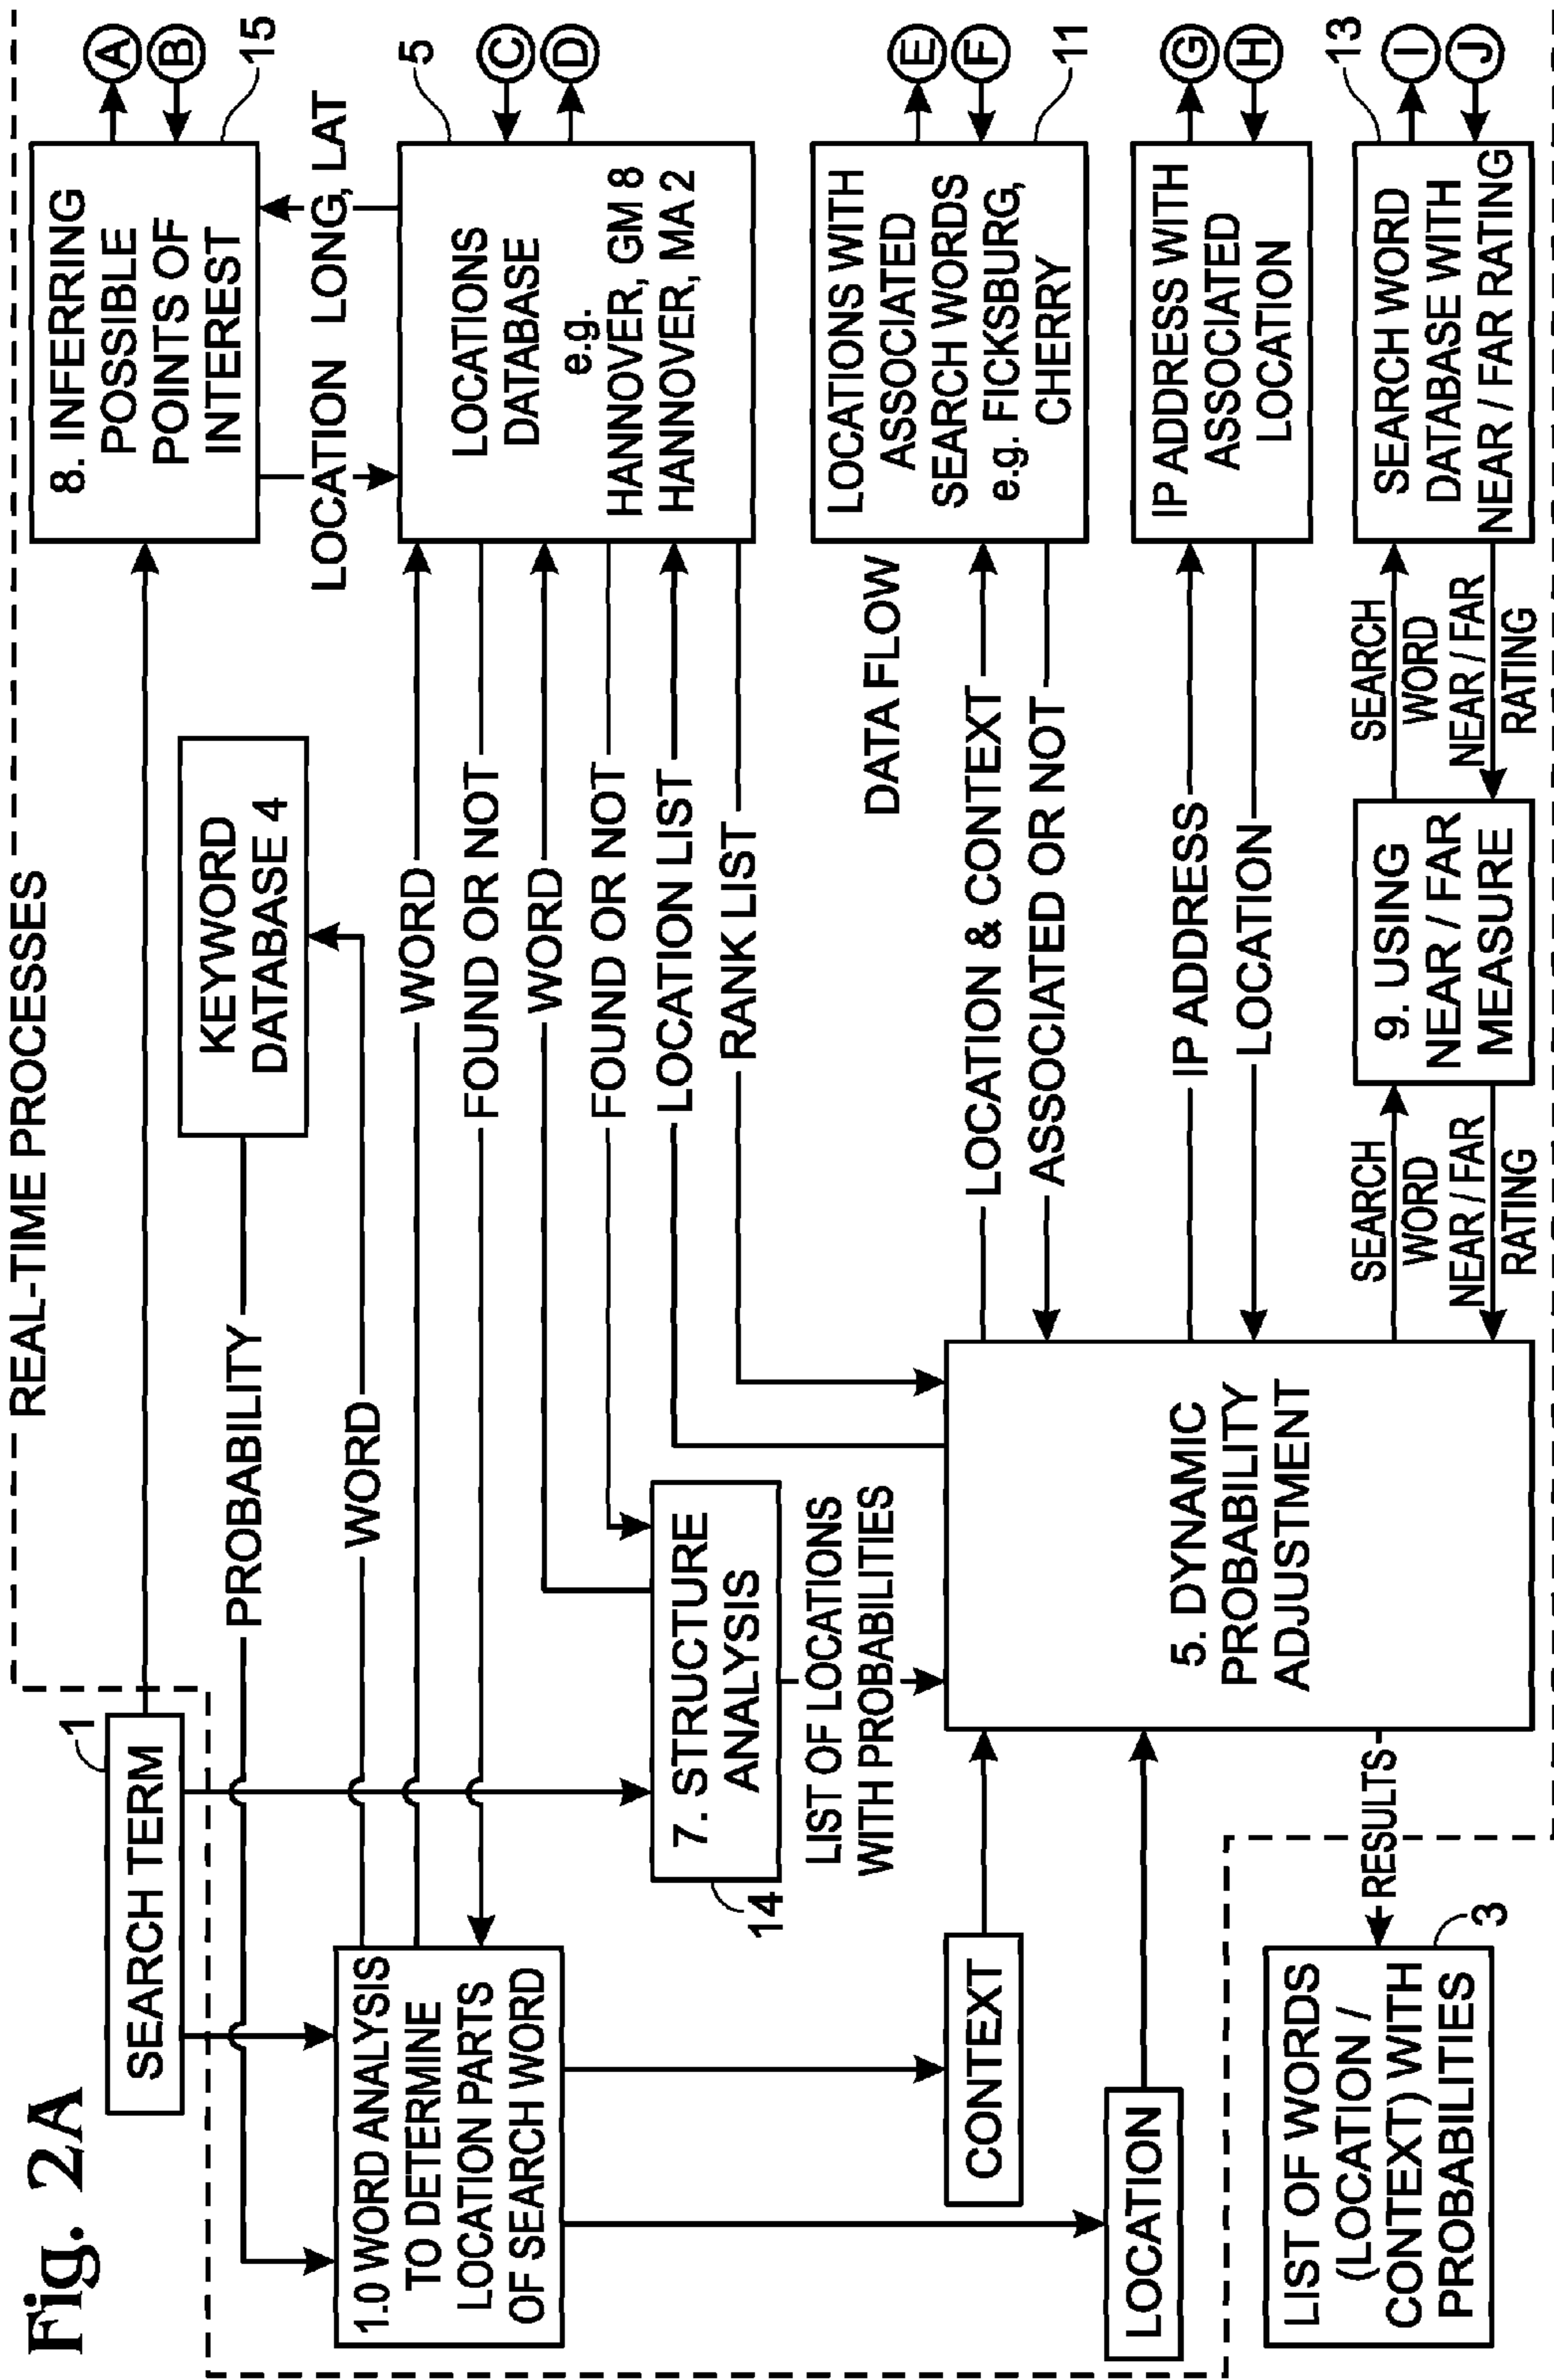 Fig. 2A
REAL-TIME PROCESSES
SEARCH TERM
1
8. INFERRING
POSSIBLE
POINTS OF
INTEREST
A
B
15
PROBABILITY
KEYWORD
DATABASE 4
WORD
LOCATION LONG, LAT
1.0 WORD ANALYSIS
TO DETERMINE
LOCATION PARTS
OF SEARCH WORD
WORD
FOUND OR NOT
WORD
FOUND OR NOT
LOCATION LIST
RANK LIST
LOCATIONS
DATABASE
e.g.
HANNOVER, GM 8
HANNOVER, MA 2
5
C
D
7. STRUCTURE
ANALYSIS
14
LIST OF LOCATIONS
WITH PROBABILITIES
DATA FLOW
LOCATION & CONTEXT
ASSOCIATED OR NOT
LOCATIONS WITH
ASSOCIATED
SEARCH WORDS
e.g. FICKSBURG,
CHERRY
E
F
11
CONTEXT
LOCATION
5. DYNAMIC
PROBABILITY
ADJUSTMENT
IP ADDRESS
LOCATION
IP ADDRESS WITH
ASSOCIATED
LOCATION
G
H
RESULTS
LIST OF WORDS
(LOCATION /
CONTEXT) WITH
PROBABILITIES
3
SEARCH
WORD
NEAR / FAR
RATING
9. USING
NEAR / FAR
MEASURE
SEARCH
WORD
NEAR / FAR
RATING
SEARCH WORD
DATABASE WITH
NEAR / FAR RATING
13
I
J